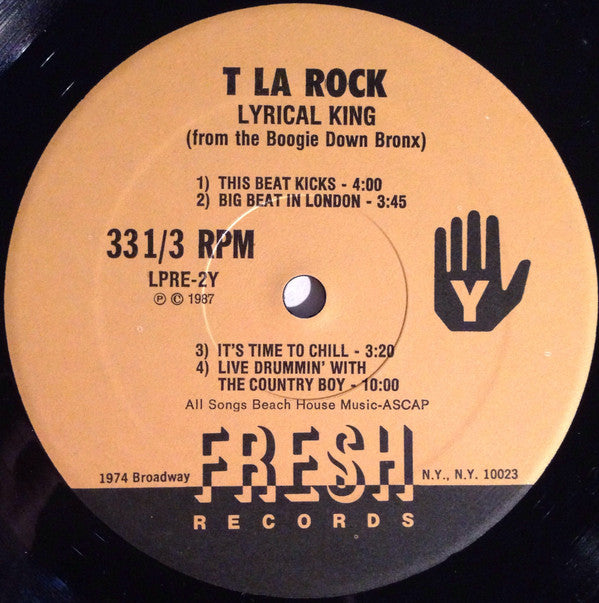 T LA ROCK
LYRICAL KING
(from the Boogie Down Bronx)
1) THIS BEAT KICKS - 4:00
2) BIG BEAT IN LONDON - 3:45
33 1/3 RPM
LPRE-2Y
℗ © 1987
Y
3) IT'S TIME TO CHILL - 3:20
4) LIVE DRUMMIN' WITH
THE COUNTRY BOY - 10:00
All Songs Beach House Music-ASCAP
1974 Broadway
FRESH
N.Y., N.Y. 10023
RECORDS